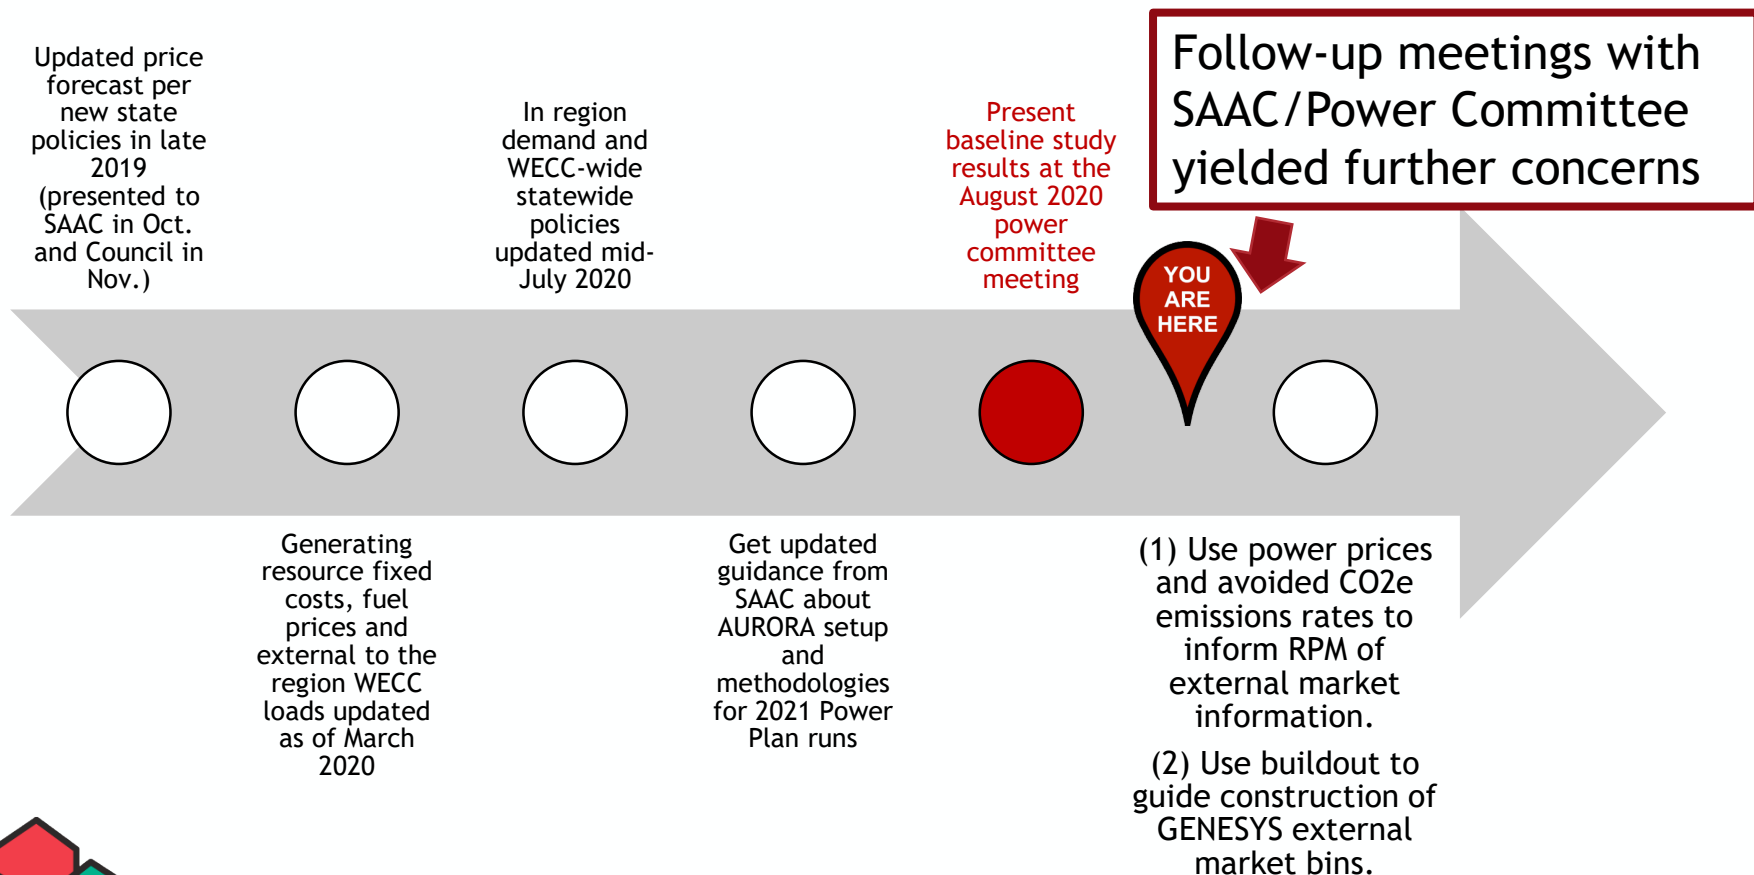 Updated price
forecast per
new state
policies in late
2019
(presented to
SAAC in Oct.
and Council in
Nov.)
Generating
resource fixed
costs, fuel
prices and
external to the
region WECC
loads updated
as of March
2020
In region
demand and
WECC-wide
statewide
policies
updated mid-
July 2020
Get updated
guidance from
SAAC about
AURORA setup
and
methodologies
for 2021 Power
Plan runs
Present
baseline study
results at the
August 2020
power
committee
meeting
Follow-up meetings with
SAAC/Power Committee
yielded further concerns
YOU
ARE
HERE
(1) Use power prices
and avoided CO2e
emissions rates to
inform RPM of
external market
information.
(2) Use buildout to
guide construction of
GENESYS external
market bins.